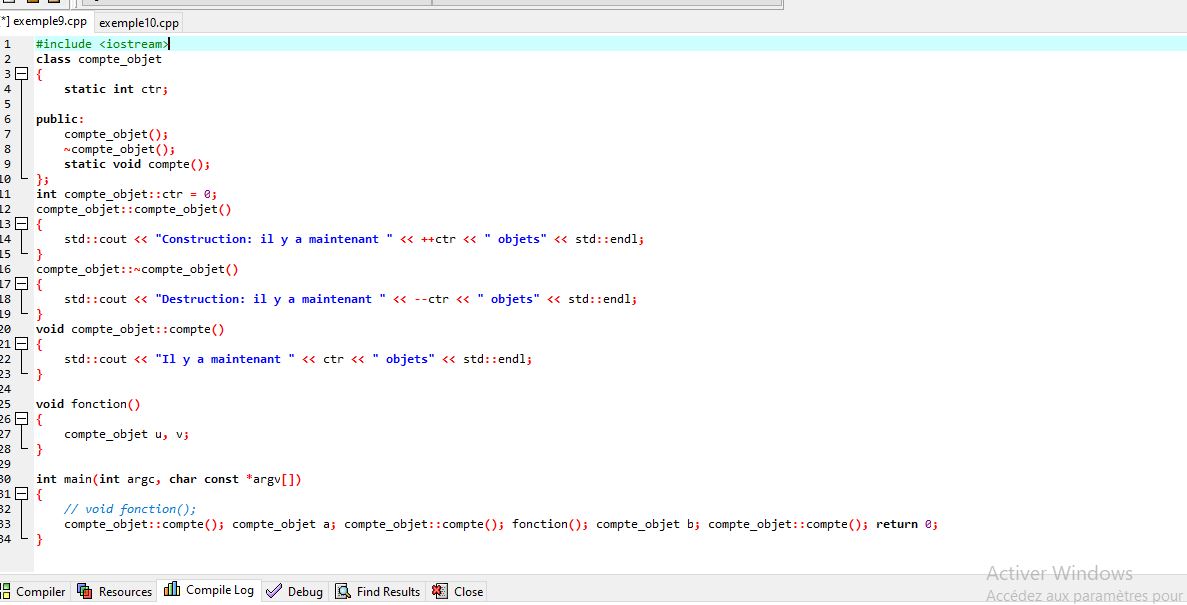 [*] exemple9.cpp exemple10.cpp
1 #include <iostream>
2 class compte_objet
3 {
4 static int ctr;
5
6 public:
7 compte_objet();
8 ~compte_objet();
9 static void compte();
10 };
11 int compte_objet::ctr = 0;
12 compte_objet::compte_objet()
13 {
14 std::cout << "Construction: il y a maintenant " << ++ctr << " objets" << std::endl;
15 }
16 compte_objet::~compte_objet()
17 {
18 std::cout << "Destruction: il y a maintenant " << --ctr << " objets" << std::endl;
19 }
20 void compte_objet::compte()
21 {
22 std::cout << "Il y a maintenant " << ctr << " objets" << std::endl;
23 }
24
25 void fonction()
26 {
27 compte_objet u, v;
28 }
29
30 int main(int argc, char const *argv[])
31 {
32 // void fonction();
33 compte_objet::compte(); compte_objet a; compte_objet::compte(); fonction(); compte_objet b; compte_objet::compte(); return 0;
34 }
Activer Windows
Accédez aux paramètres pour
Compiler Resources Compile Log Debug Find Results Close